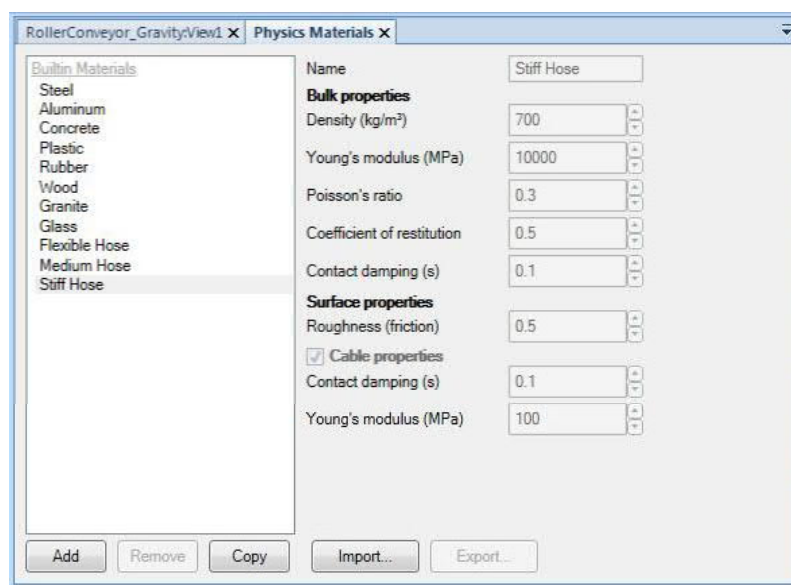 RollerConveyor_Gravity:View1 X Physics Materials X
Builtin Materials
Steel
Aluminum
Concrete
Plastic
Rubber
Wood
Granite
Glass
Flexible Hose
Medium Hose
Stiff Hose
Name Stiff Hose
Bulk properties
Density (kg/m³) 700
Young's modulus (MPa) 10000
Poisson's ratio 0.3
Coefficient of restitution 0.5
Contact damping (s) 0.1
Surface properties
Roughness (friction) 0.5
Cable properties
Contact damping (s) 0.1
Young's modulus (MPa) 100
Add Remove Copy Import... Export...